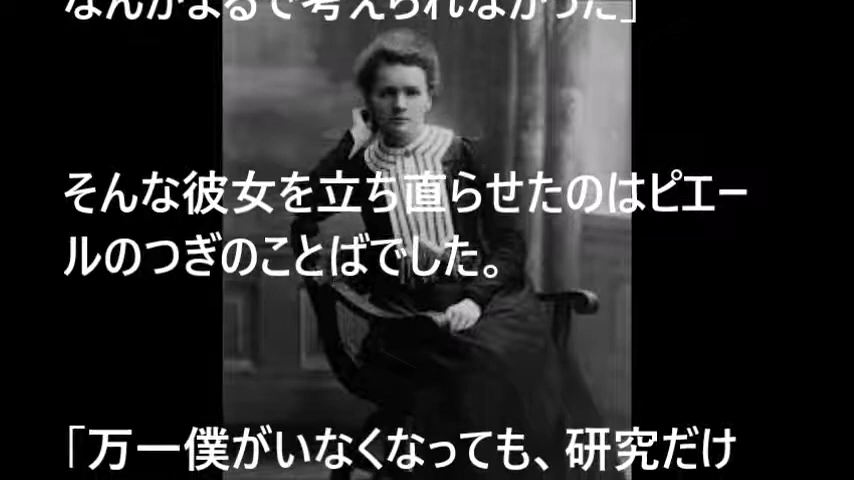 なんかまるで考えられなかった」
そんな彼女を立ち直らせたのはピエー
ルのつぎのことばでした。
「万一僕がいなくなっても、研究だけ